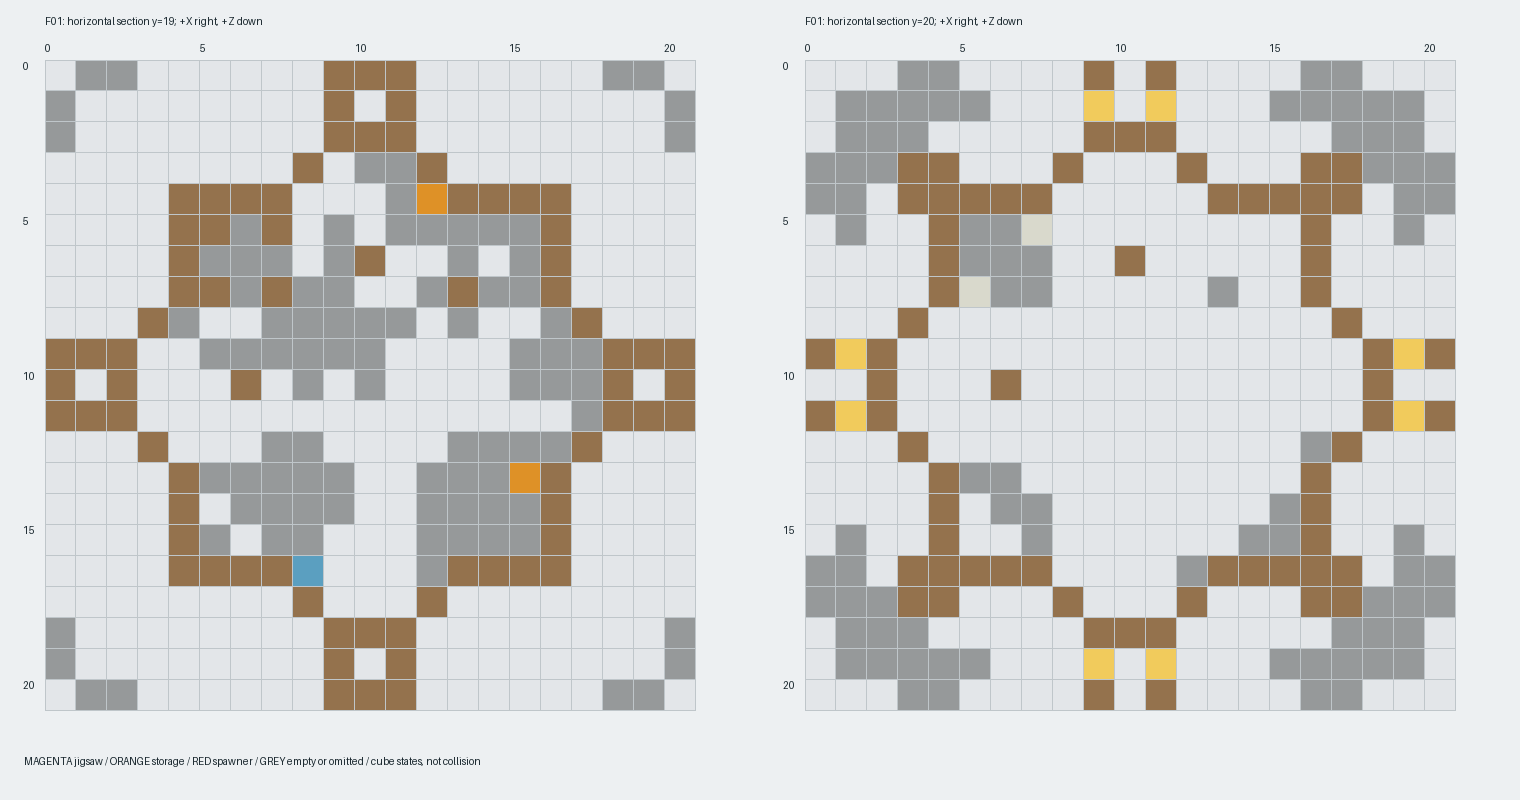 F01: horizontal section y=19; +X right, +Z down
F01: horizontal section y=20; +X right, +Z down
0 5 10 15 20
0 5 10 15 20
0 0
5 5
10 10
15 15
20 20
MAGENTA jigsaw / ORANGE storage / RED spawner / GREY empty or omitted / cube states, not collision